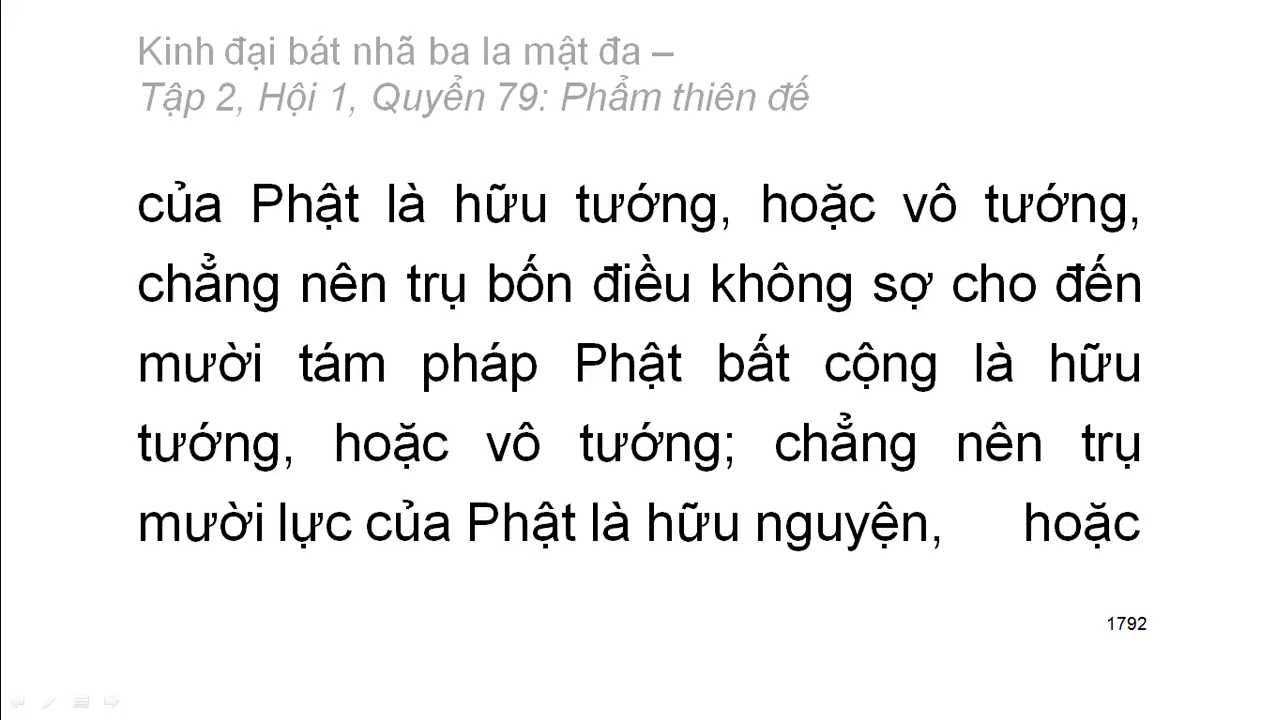 Kinh đại bát nhã ba la mật đa –
Tập 2, Hội 1, Quyển 79: Phẩm thiên đế
của Phật là hữu tướng, hoặc vô tướng,
chẳng nên trụ bốn điều không sợ cho đến
mười tám pháp Phật bất cộng là hữu
tướng, hoặc vô tướng; chẳng nên trụ
mười lực của Phật là hữu nguyện, hoặc
1792